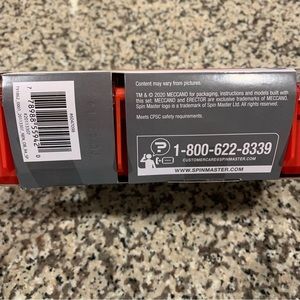 Content may vary from pictures.
TM & © 2020 MECCANO for packaging, instructions and models built with
this set. MECCANO and ERECTOR are exclusive trademarks of MECCANO.
Spin Master Logo is a trademark of Spin Master Ltd. All rights reserved.
Meets CPSC safety requirements.
1-800-622-8339
CUSTOMERCARE@SPINMASTER.COM
WWW.SPINMASTER.COM